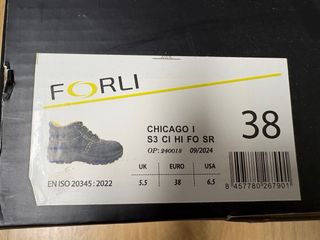 FORLI
CHICAGO I
S3 CI HI FO SR
OP: 240018 09/2024
38
UK EURO USA
5.5 38 6.5
EN ISO 20345:2022
8 457780 267901